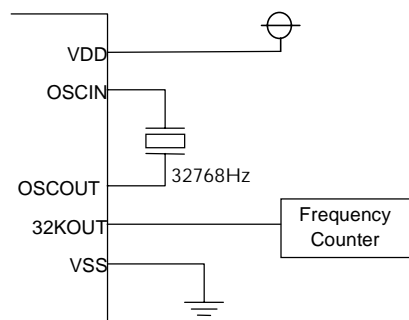 VDD
OSCIN
OSCOUT
32768Hz
32KOUT
Frequency
Counter
VSS